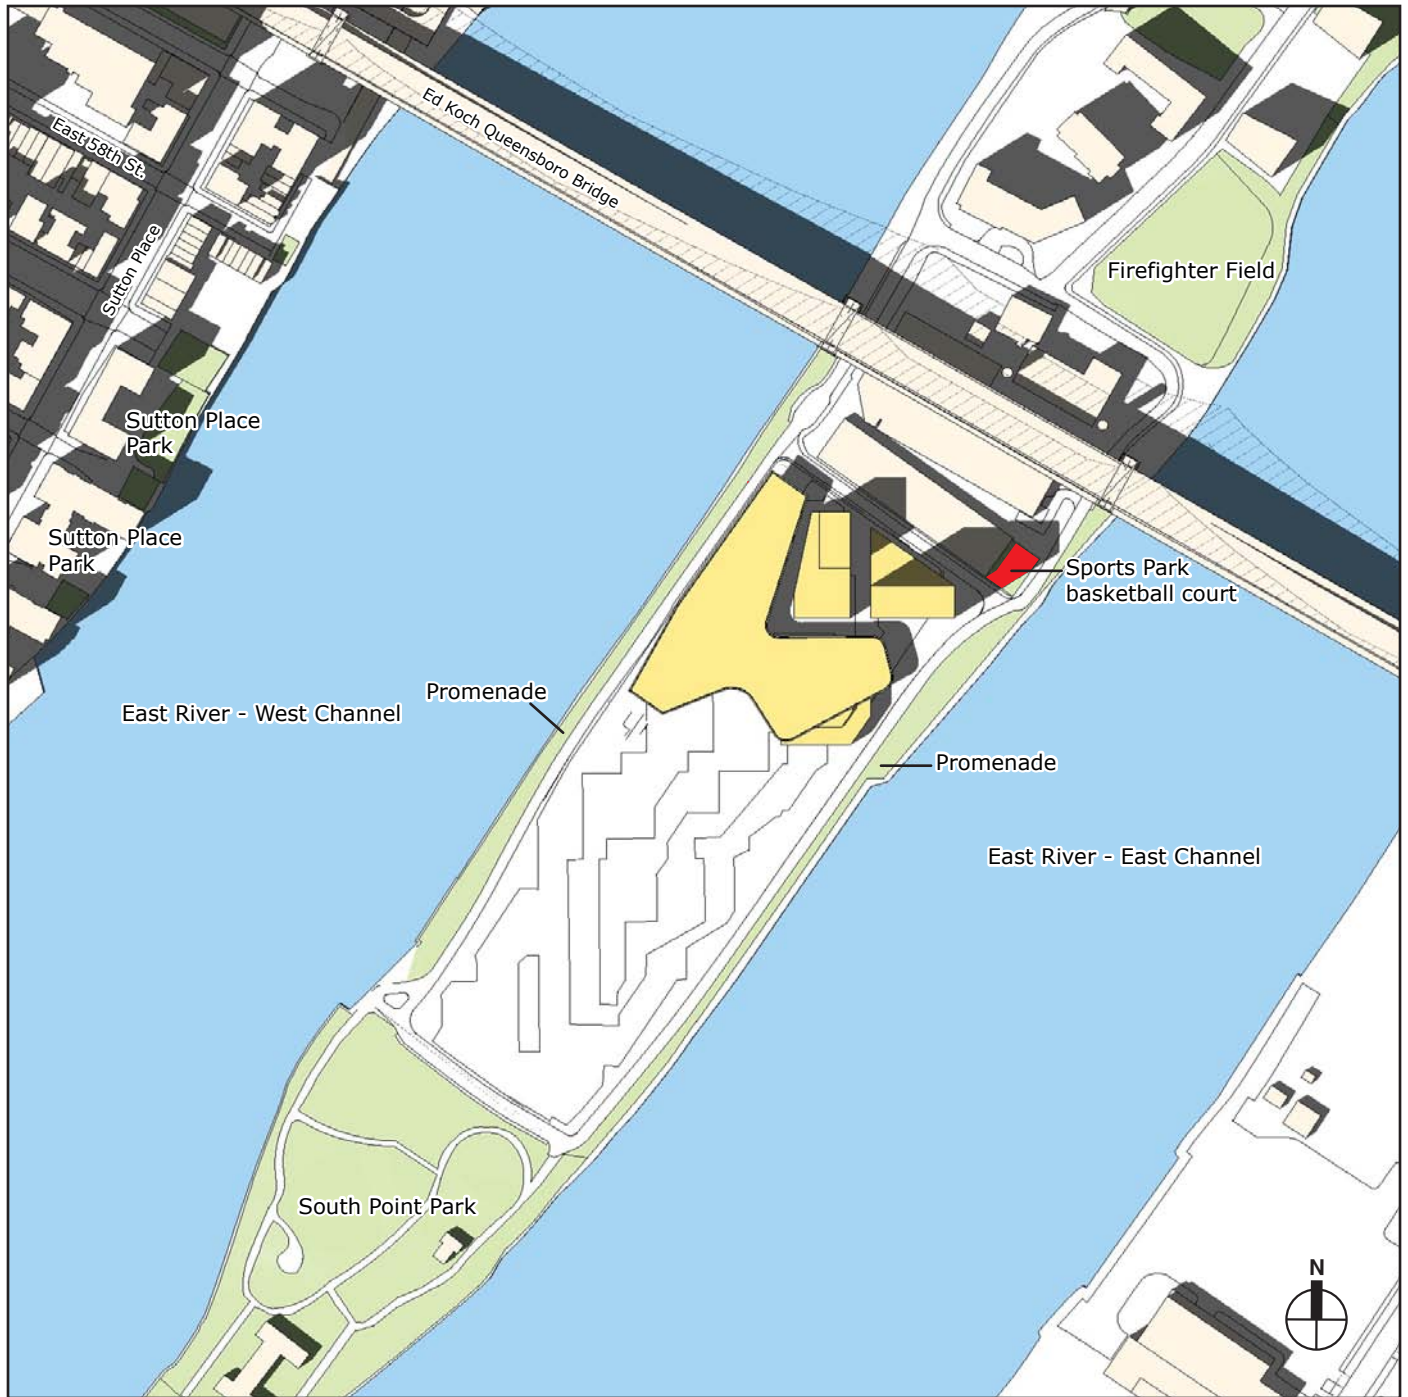 Ed Koch Queensboro Bridge
East 58th St.
Sutton Place
Firefighter Field
Sutton Place
Park
Sutton Place
Park
Sports Park
basketball court
Promenade
East River - West Channel
Promenade
East River - East Channel
South Point Park
N